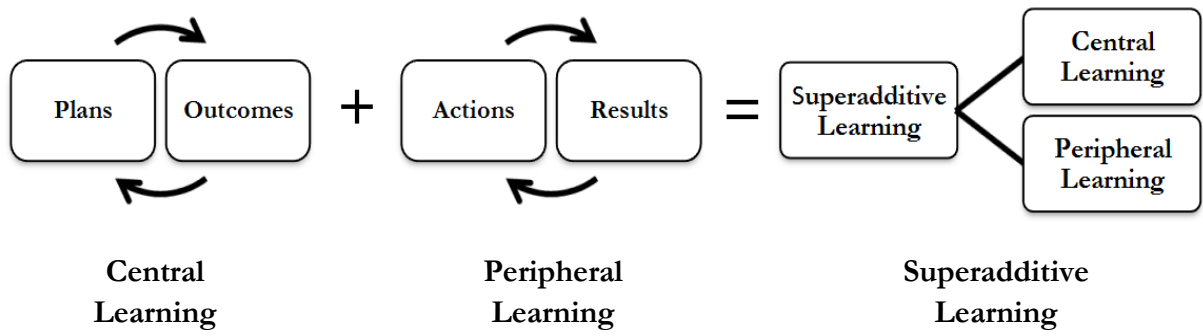 Plans
Outcomes
+
Actions
Results
=
Superadditive
Learning
Central
Learning
Peripheral
Learning
Central
Learning
Peripheral
Learning
Superadditive
Learning